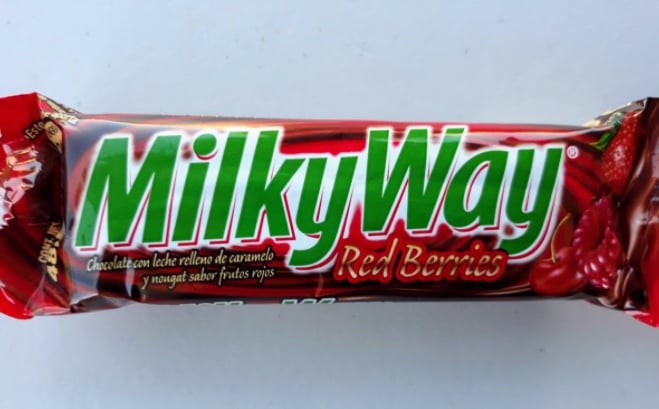 MilkyWay®
Red Berries
Chocolate con leche relleno de caramelo
y nougat sabor frutos rojos